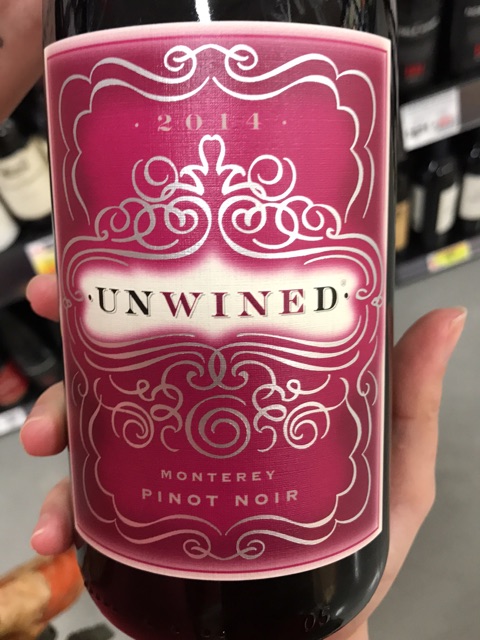 · 2014 ·
· UNWINED ·
MONTEREY
PINOT NOIR